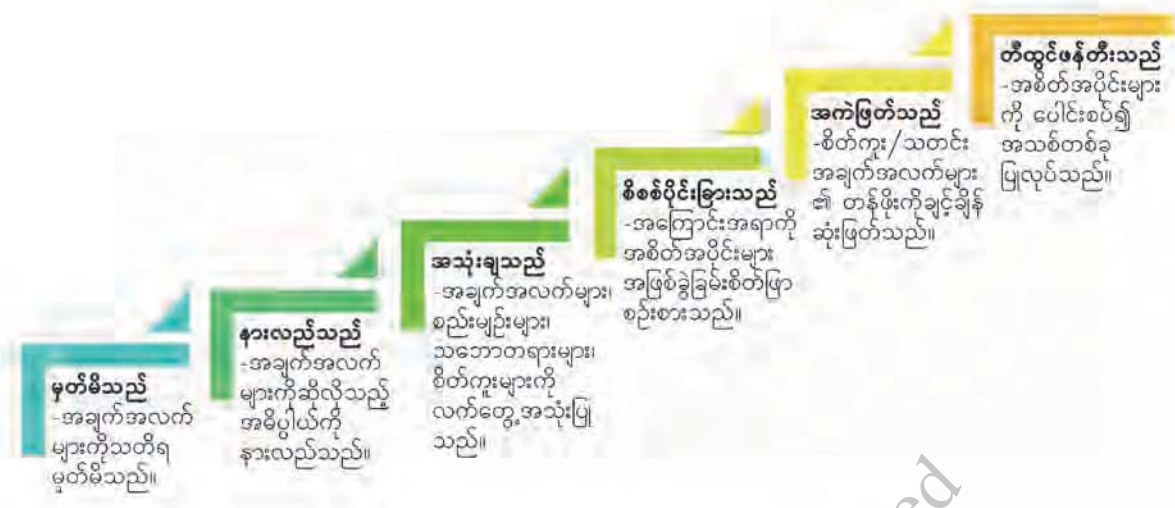 မှတ်မိသည်
-အချက်အလက်
များကိုသတိရ
မှတ်မိသည်။
နားလည်သည်
-အချက်အလက်
များကိုဆိုလိုသည့်
အဓိပ္ပါယ်ကို
နားလည်သည်။
အသုံးချသည်
-အချက်အလက်များ၊
စည်းမျဉ်းများ၊
သဘောတရားများ၊
စိတ်ကူးများကို
လက်တွေ့အသုံးပြု
သည်။
စိစစ်ပိုင်းခြားသည်
-အကြောင်းအရာကို
အစိတ်အပိုင်းများ
အဖြစ်ခွဲခြမ်းစိတ်ဖြာ
စဉ်းစားသည်။
အကဲဖြတ်သည်
-စိတ်ကူး/သတင်း
အချက်အလက်များ
၏ တန်ဖိုးကိုချင့်ချိန်
ဆုံးဖြတ်သည်။
တီထွင်ဖန်တီးသည်
-အစိတ်အပိုင်းများ
ကို ပေါင်းစပ်၍
အသစ်တစ်ခု
ပြုလုပ်သည်။